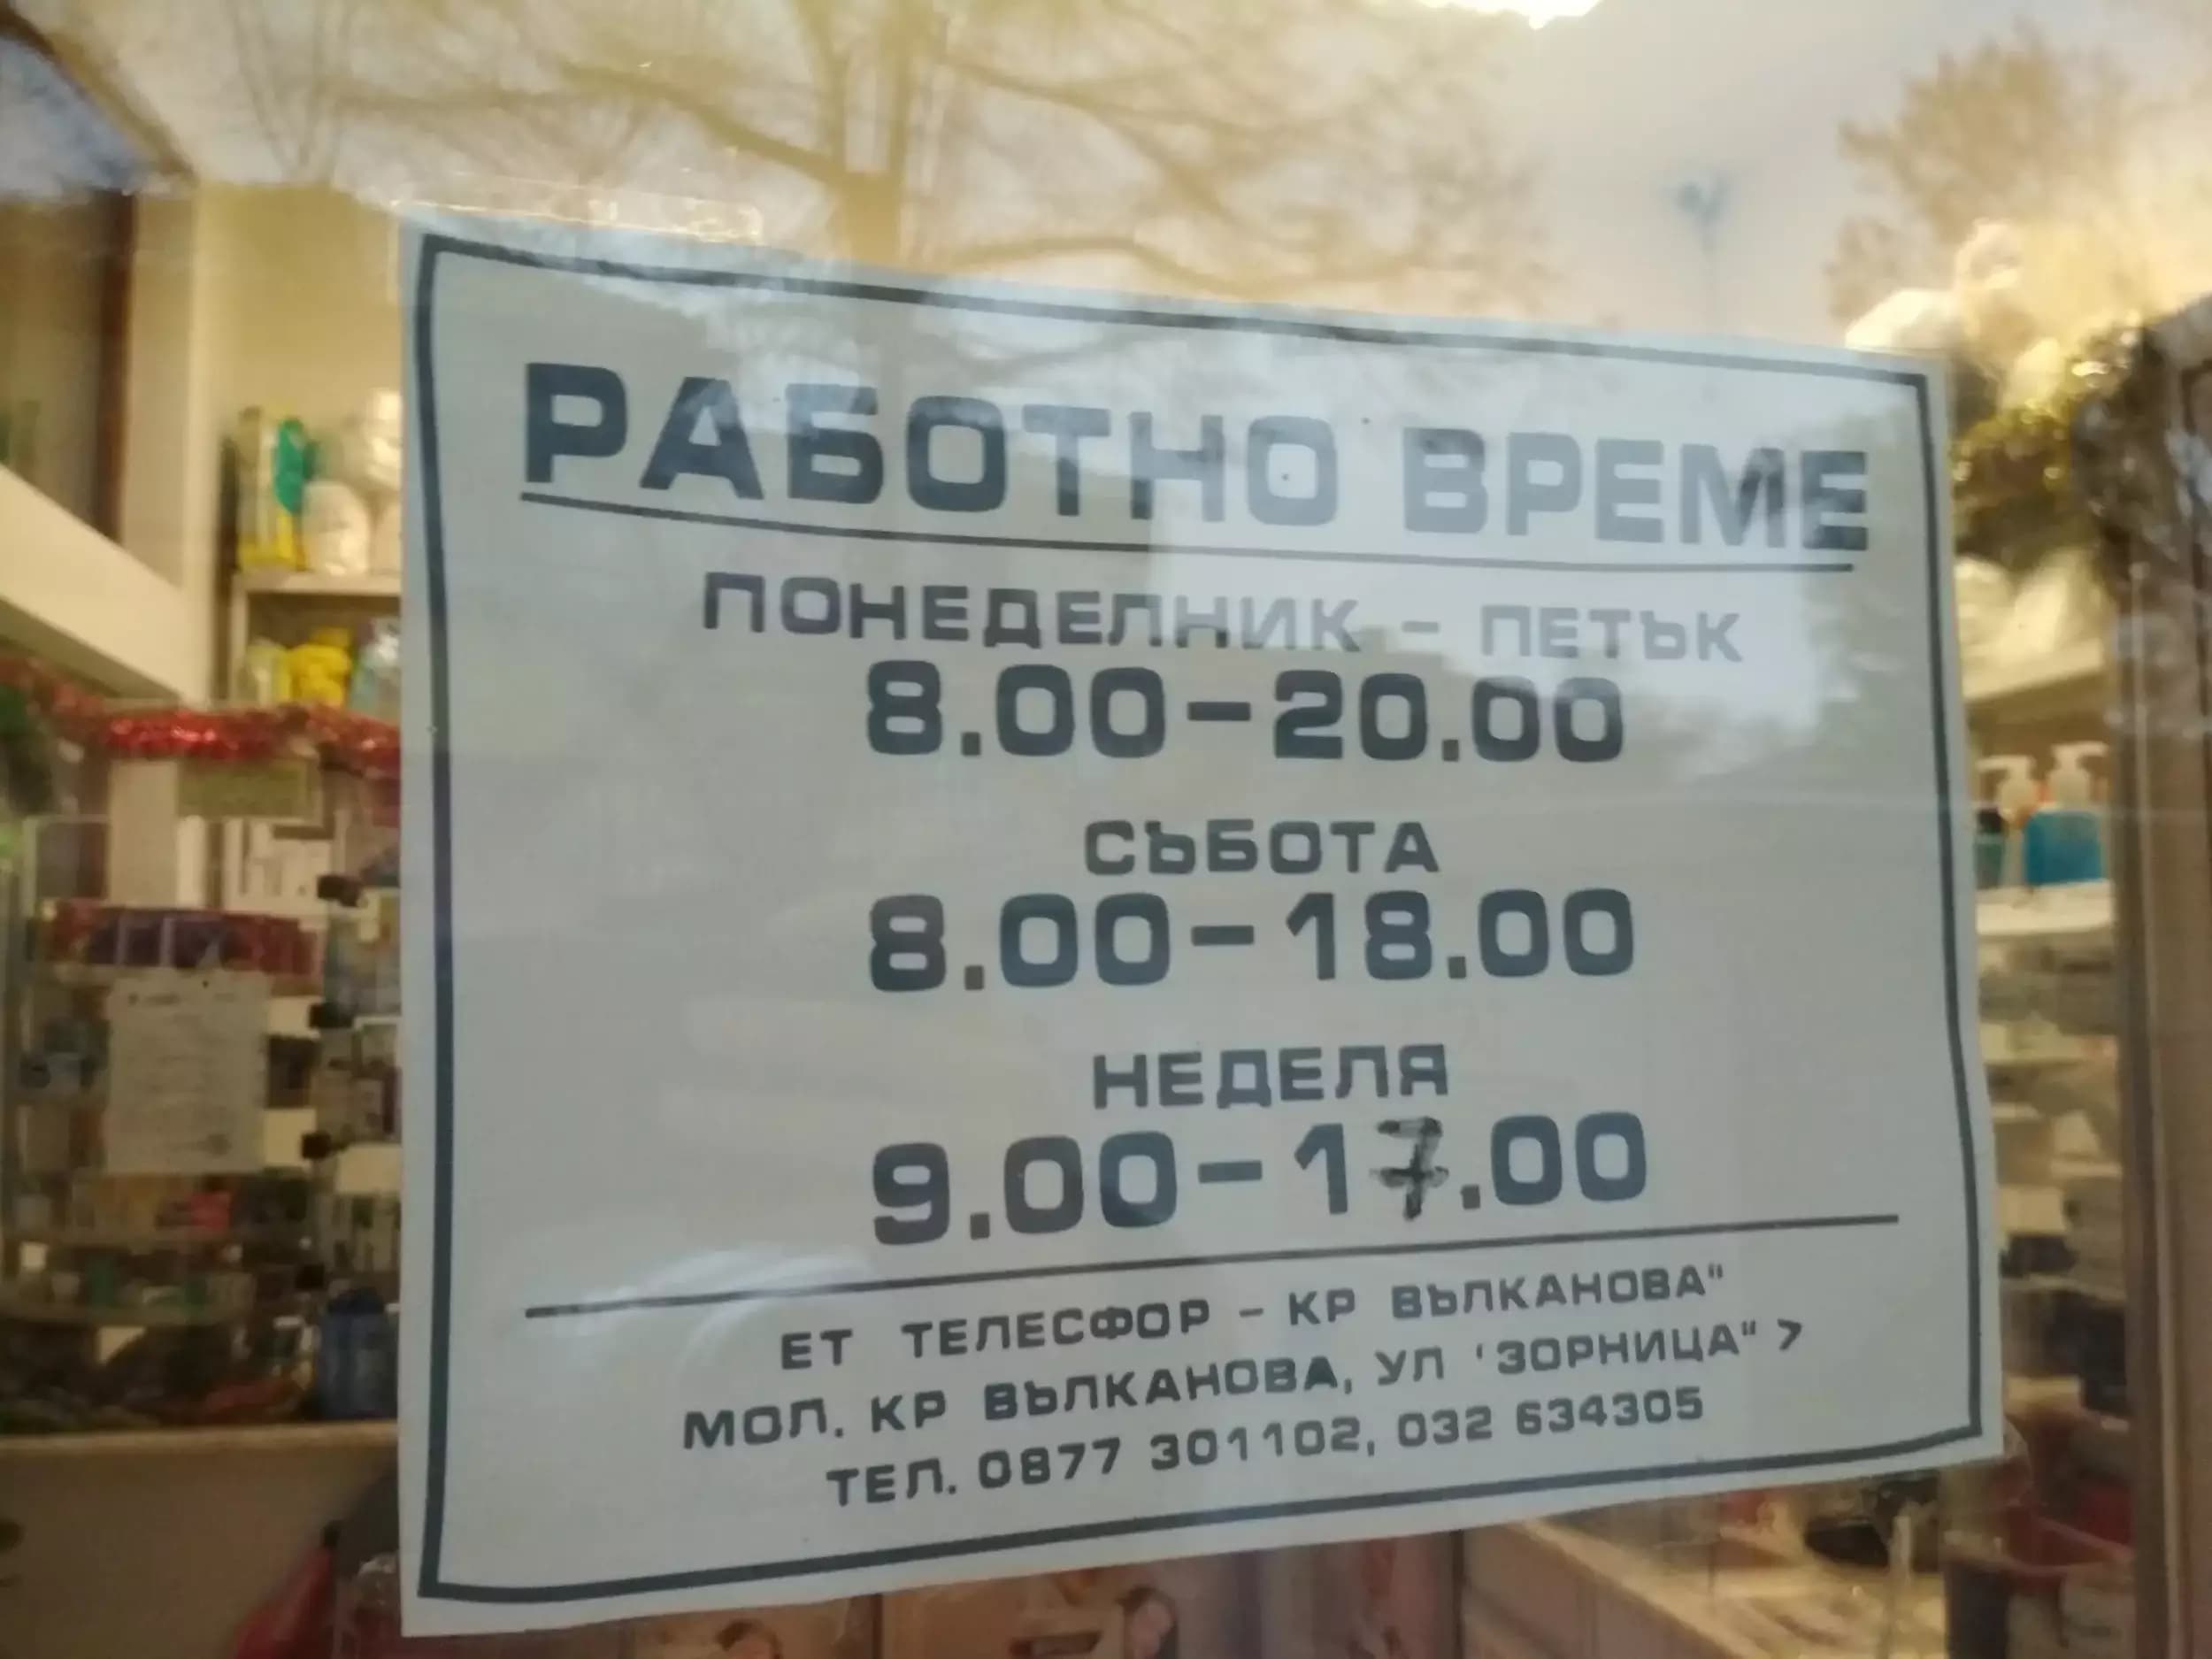 РАБОТНО ВРЕМЕ
ПОНЕДЕЛНИК - ПЕТЪК
8.00-20.00
СЪБОТА
8.00-18.00
НЕДЕЛЯ
9.00-17.00
ЕТ ТЕЛЕСФОР - КР ВЪЛКАНОВА"
МОЛ. КР ВЪЛКАНОВА, УЛ 'ЗОРНИЦА" 7
ТЕЛ. 0877 301102, 032 634305